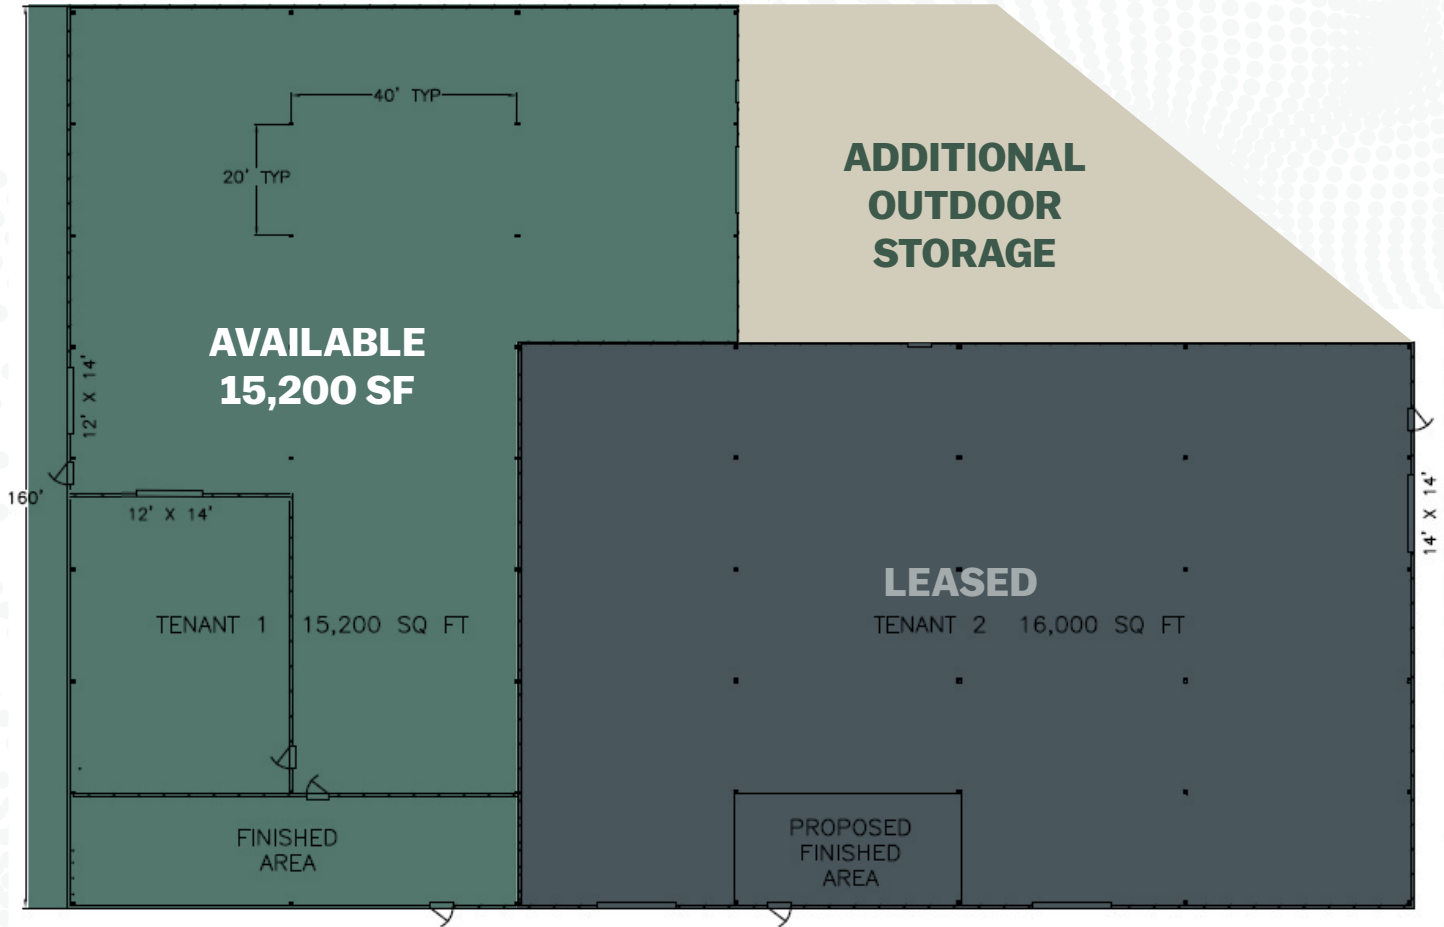 40' TYP
ADDITIONAL
OUTDOOR
STORAGE
20' TYP
AVAILABLE
15,200 SF
12' X 14'
160'
12' X 14'
14' X 14'
LEASED
TENANT 1 15,200 SQ FT
TENANT 2 16,000 SQ FT
FINISHED
AREA
PROPOSED
FINISHED
AREA